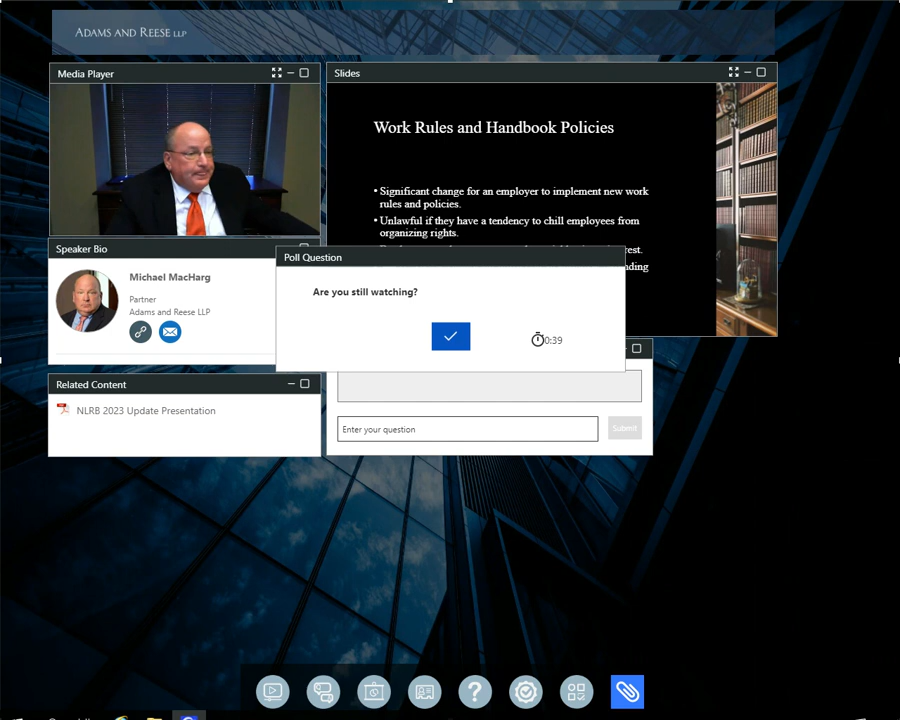 ADAMS AND REESE LLP
Media Player
Slides
Work Rules and Handbook Policies
• Significant change for an employer to implement new work
rules and policies.
• Unlawful if they have a tendency to chill employees from
organizing rights.
Speaker Bio
Michael MacHarg
Partner
Adams and Reese LLP
Poll Question
Are you still watching?
0:39
Related Content
NLRB 2023 Update Presentation
Enter your question
Submit